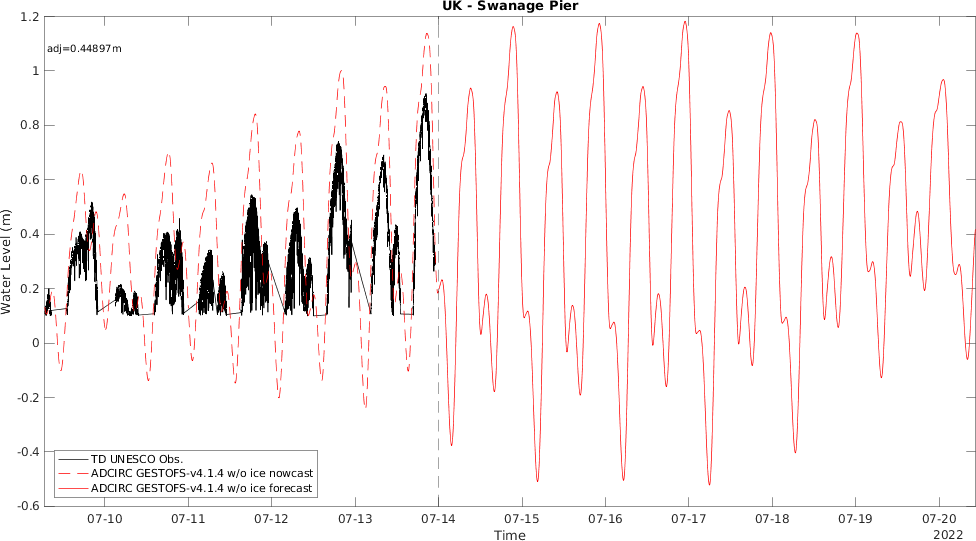 UK - Swanage Pier
adj=0.44897m
Water Level (m)
1.2
1
0.8
0.6
0.4
0.2
0
-0.2
-0.4
-0.6
TD UNESCO Obs.
ADCIRC GESTOFS-v4.1.4 w/o ice nowcast
ADCIRC GESTOFS-v4.1.4 w/o ice forecast
07-10 07-11 07-12 07-13 07-14 07-15 07-16 07-17 07-18 07-19 07-20
2022
Time